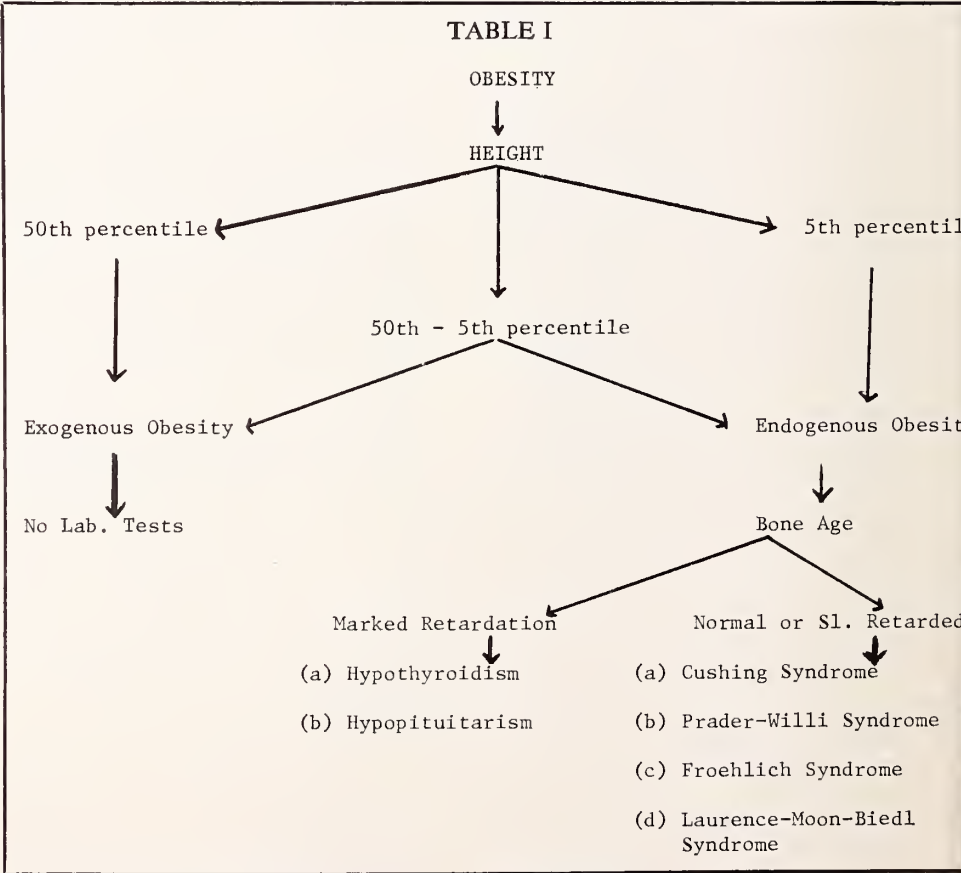 TABLE I
OBESITY
HEIGHT
50th percentile
5th percentil
50th - 5th percentile
Exogenous Obesity
Endogenous Obesit
No Lab. Tests
Bone Age
Marked Retardation
Normal or Sl. Retarded
(a) Hypothyroidism
(a) Cushing Syndrome
(b) Hypopituitarism
(b) Prader-Willi Syndrome
(c) Froehlich Syndrome
(d) Laurence-Moon-Biedl
Syndrome